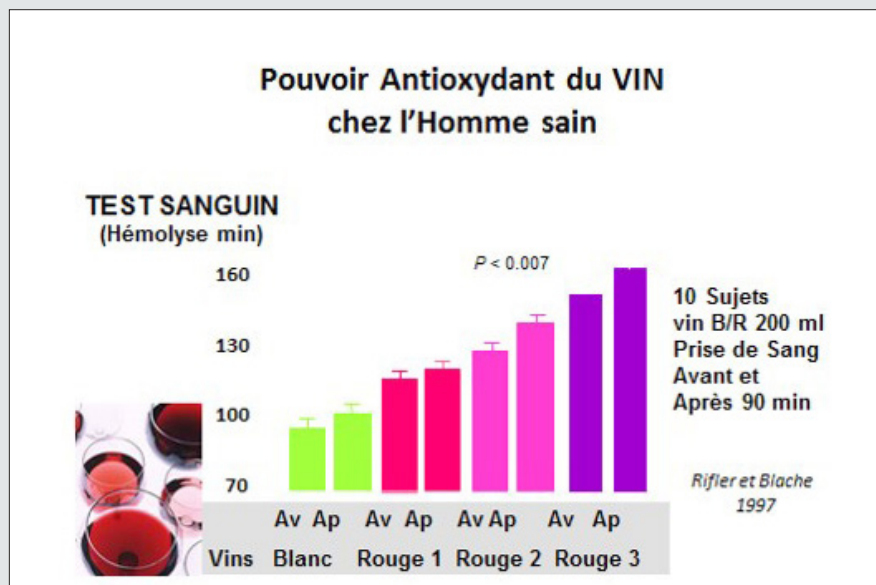 Pouvoir Antioxydant du VIN
chez l'Homme sain
TEST SANGUIN
(Hémolyse min)
160
130
100
70
P < 0.007
10 Sujets
vin B/R 200 ml
Prise de Sang
Avant et
Après 90 min
Rifler et Blache
1997
Av Ap Av Ap Av Ap Av Ap
Vins Blanc Rouge 1 Rouge 2 Rouge 3